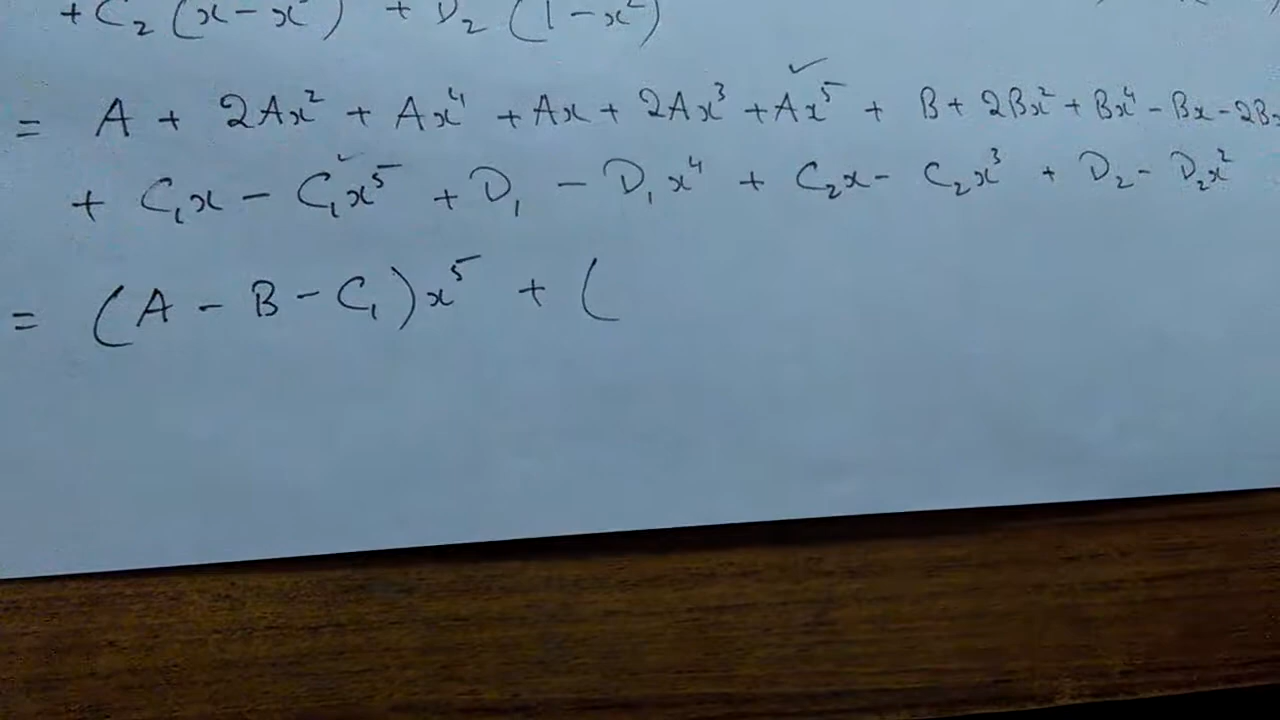 + C₂ (x - x ) + D₂ (1 - x²)
= A + 2Ax² + Ax⁴ + Ax + 2Ax³ + Ax⁵ + B + 2Bx² + Bx⁴ - Bx - 2B
+ C₁x - C₁x⁵ + D₁ - D₁x⁴ + C₂x - C₂x³ + D₂ - D₂x²
= (A - B - C₁)x⁵ + (